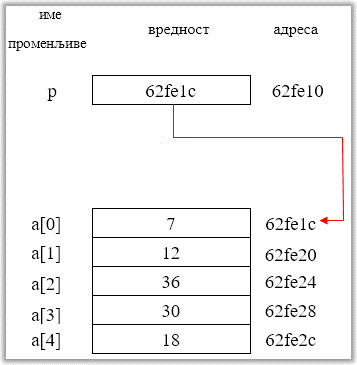 име
променљиве вредност адреса
p 62fe1c 62fe10
a[0] 7 62fe1c
a[1] 12 62fe20
a[2] 36 62fe24
a[3] 30 62fe28
a[4] 18 62fe2c